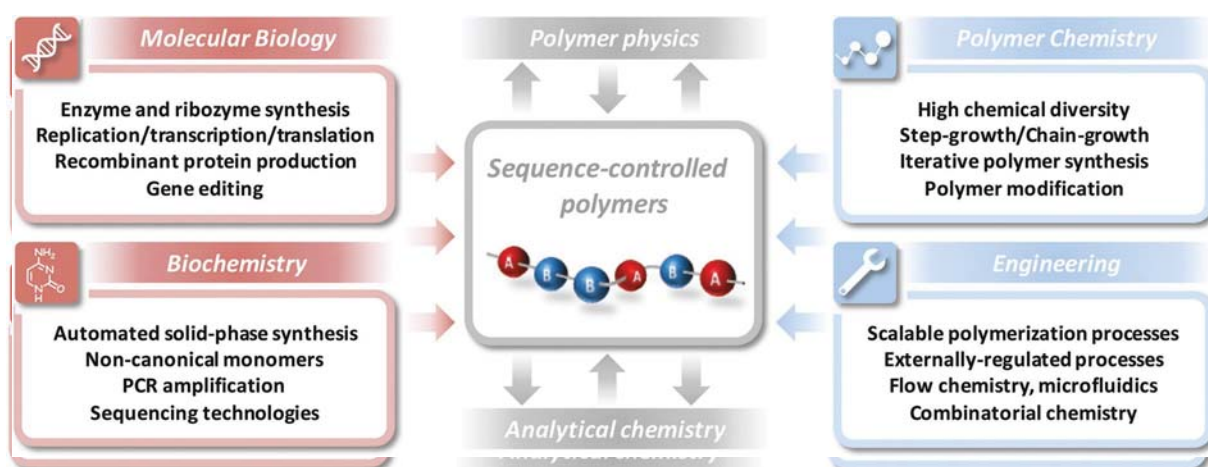 Molecular Biology
Enzyme and ribozyme synthesis
Replication/transcription/translation
Recombinant protein production
Gene editing
Biochemistry
NH₂
N
N
H
O
Automated solid-phase synthesis
Non-canonical monomers
PCR amplification
Sequencing technologies
Polymer physics
Sequence-controlled
polymers
A B B A B A
Analytical chemistry
Analytical chemistry
Polymer Chemistry
High chemical diversity
Step-growth/Chain-growth
Iterative polymer synthesis
Polymer modification
Engineering
Scalable polymerization processes
Externally-regulated processes
Flow chemistry, microfluidics
Combinatorial chemistry